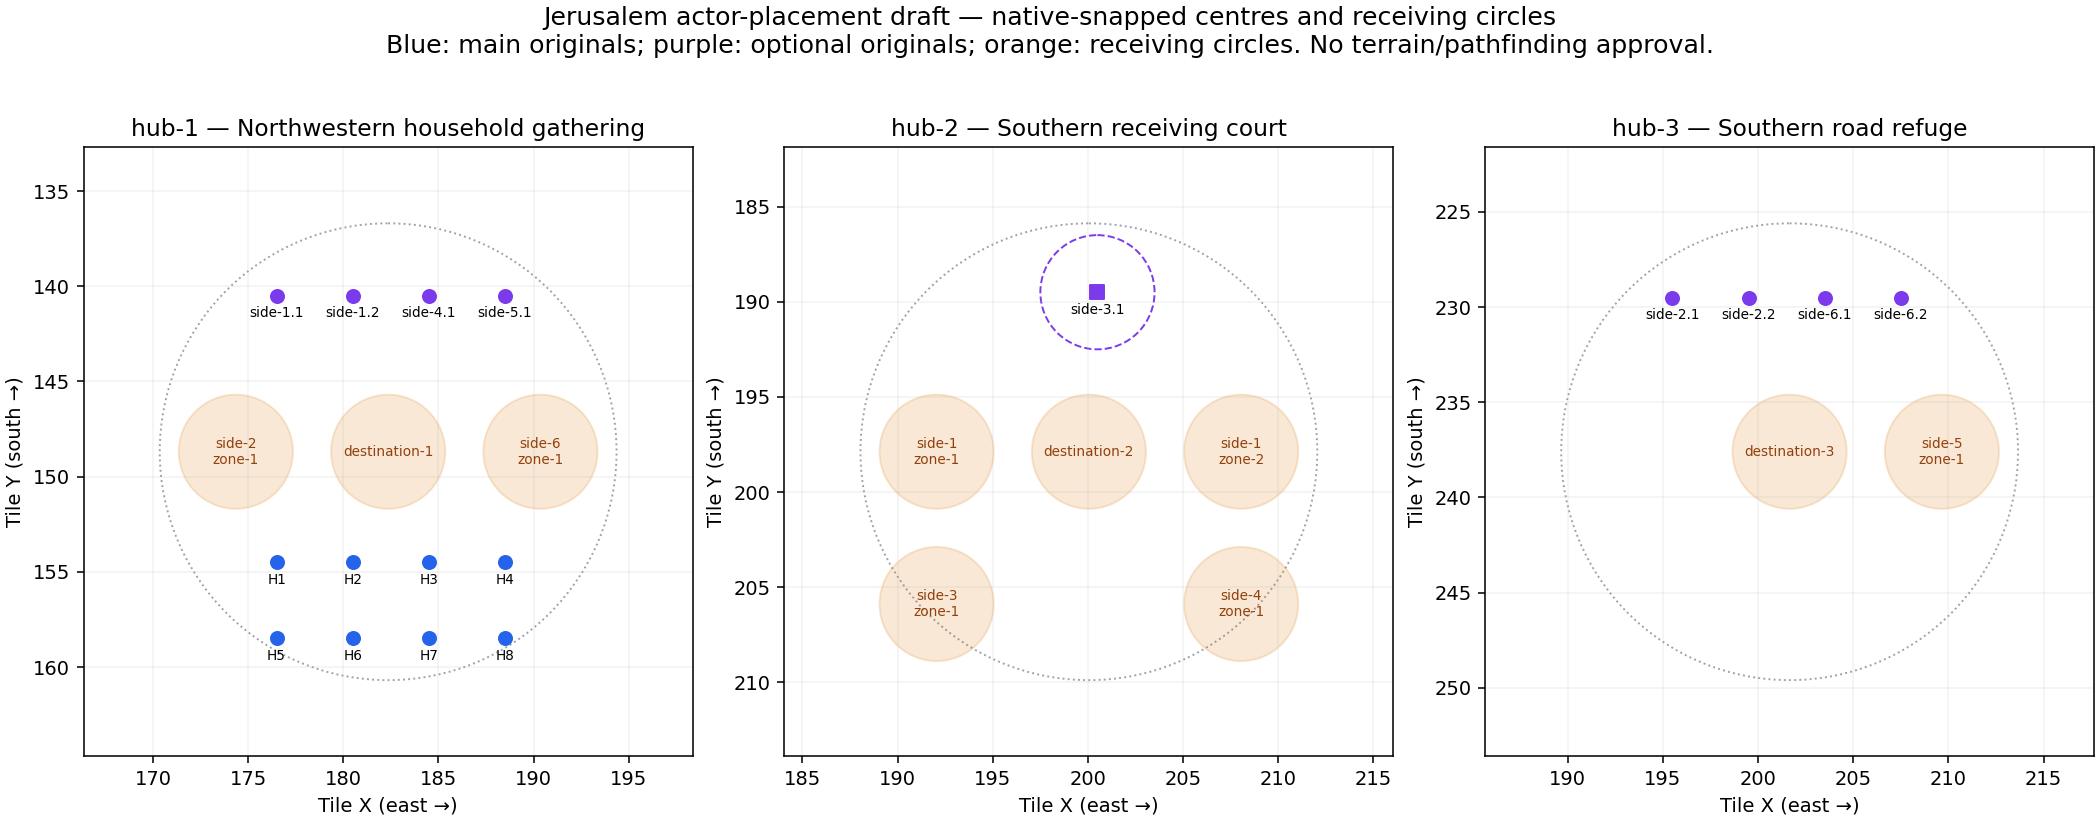 Jerusalem actor-placement draft — native-snapped centres and receiving circles
Blue: main originals; purple: optional originals; orange: receiving circles. No terrain/pathfinding approval.
hub-1 — Northwestern household gathering
135
140
145
150
155
160
170
175
180
185
190
195
Tile Y (south →)
Tile X (east →)
side-1.1
side-1.2
side-4.1
side-5.1
side-2
zone-1
destination-1
side-6
zone-1
H1
H2
H3
H4
H5
H6
H7
H8
hub-2 — Southern receiving court
185
190
195
200
205
210
185
190
195
200
205
210
215
Tile Y (south →)
Tile X (east →)
side-3.1
side-1
zone-1
destination-2
side-1
zone-2
side-3
zone-1
side-4
zone-1
hub-3 — Southern road refuge
225
230
235
240
245
250
190
195
200
205
210
215
Tile Y (south →)
Tile X (east →)
side-2.1
side-2.2
side-6.1
side-6.2
destination-3
side-5
zone-1